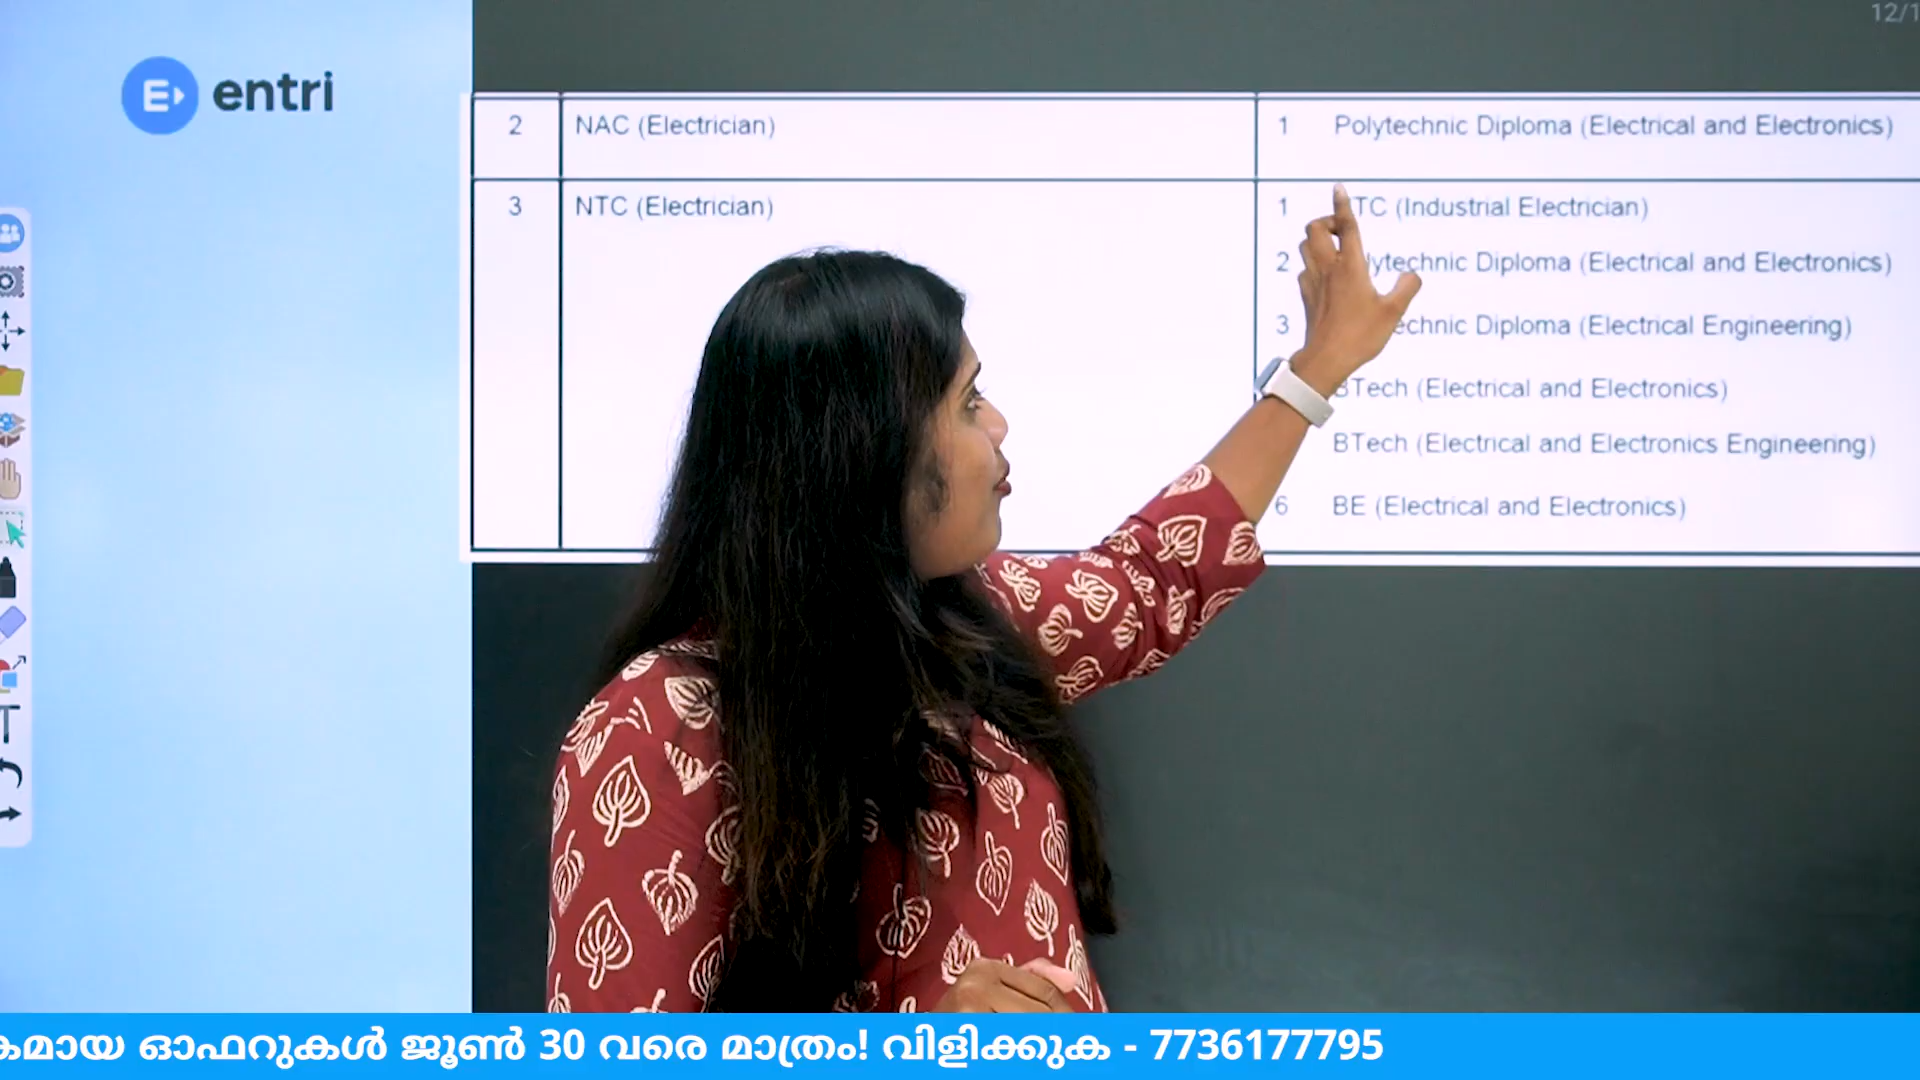 entri
12/1
2 NAC (Electrician) 1 Polytechnic Diploma (Electrical and Electronics)
3 NTC (Electrician) 1 TC (Industrial Electrician)
2 lytechnic Diploma (Electrical and Electronics)
3 echnic Diploma (Electrical Engineering)
BTech (Electrical and Electronics)
BTech (Electrical and Electronics Engineering)
6 BE (Electrical and Electronics)
കമായ ഓഫറുകൾ ജൂൺ 30 വരെ മാത്രം! വിളിക്കുക - 7736177795